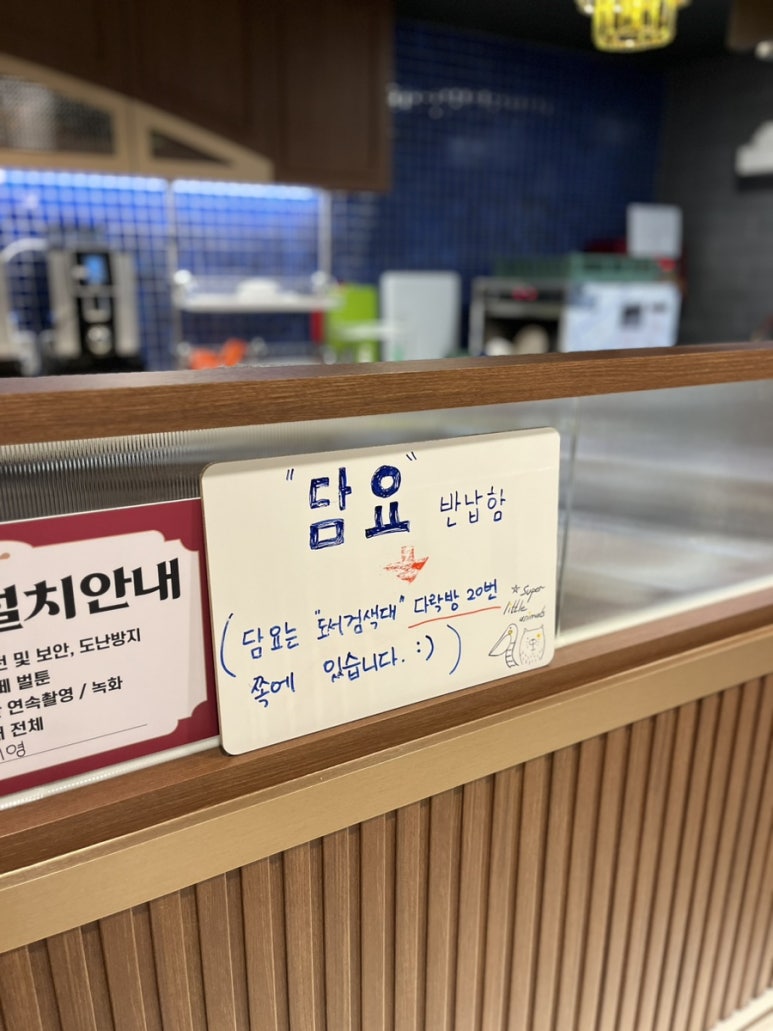 "담요" 반납함
(담요는 "도서검색대" 다락방 20번
쪽에 있습니다. :) )
☆ Super
little
animals
설치안내
및 보안, 도난방지
벌툰
연속촬영 / 녹화
전체